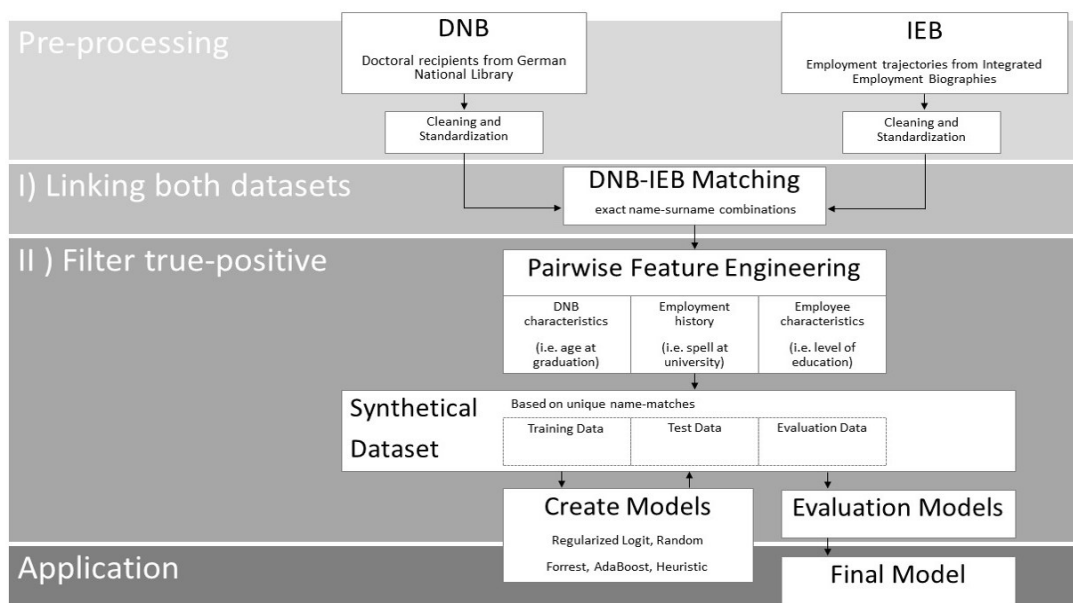 Pre-processing
DNB
Doctoral recipients from German
National Library
IEB
Employment trajectories from Integrated
Employment Biographies
Cleaning and
Standardization
Cleaning and
Standardization
I) Linking both datasets
DNB-IEB Matching
exact name-surname combinations
II ) Filter true-positive
Pairwise Feature Engineering
DNB
characteristics
(i.e. age at
graduation)
Employment
history
(i.e. spell at
university)
Employee
characteristics
(i.e. level of
education)
Synthetical
Dataset
Based on unique name-matches
Training Data
Test Data
Evaluation Data
Create Models
Regularized Logit, Random
Forrest, AdaBoost, Heuristic
Evaluation Models
Application
Final Model